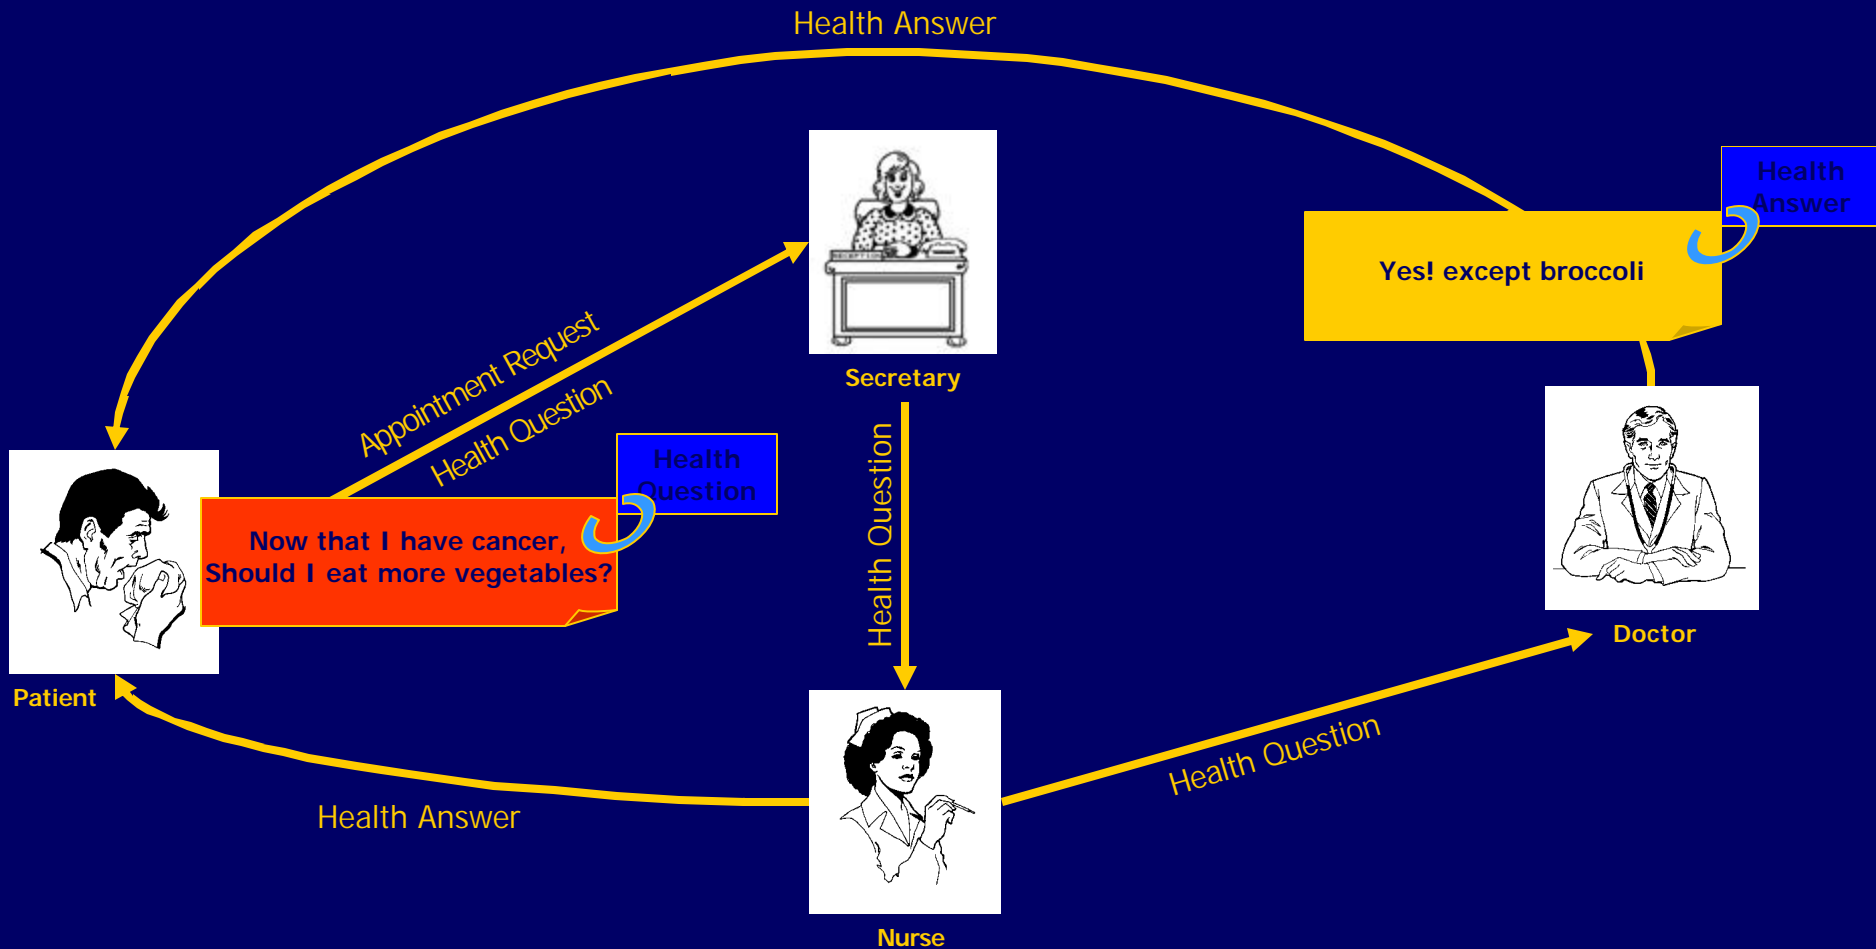 Health Answer
Health
Answer
Yes! except broccoli
RECEPTION
Secretary
Appointment Request
Health Question
Health
Question
Now that I have cancer,
Should I eat more vegetables?
Health Question
Doctor
Patient
Health Question
Health Answer
Nurse